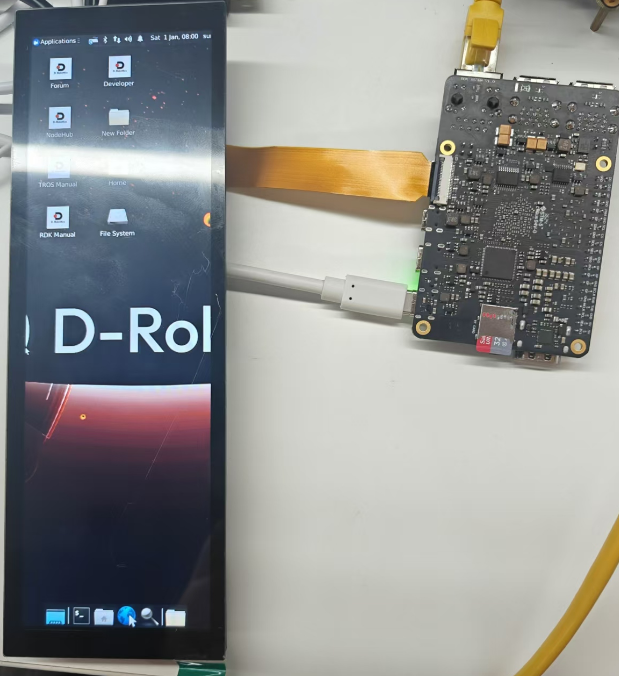 Applications : Sat 1 Jan, 08:00 su
Forum
Developer
NodeHub
New Folder
TROS Manual
Home
RDK Manual
File System
D-Rol